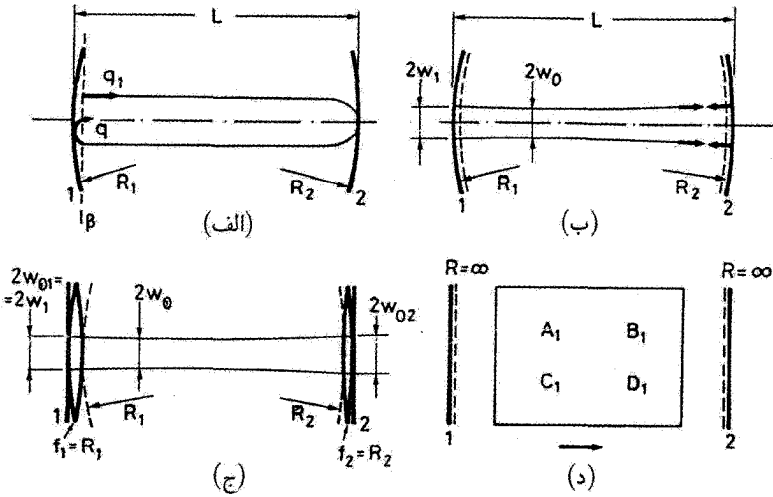 L
q₁
q
R₁
R₂
1
2
β
(الف)
L
2w₁
2w₀
R₁
R₂
1
2
(ب)
2w₀₁=
=2w₁
2w₀
2w₀₂
R₁
R₂
1
2
f₁=R₁
f₂=R₂
(ج)
R=∞
R=∞
A₁ B₁
C₁ D₁
1
2
(د)